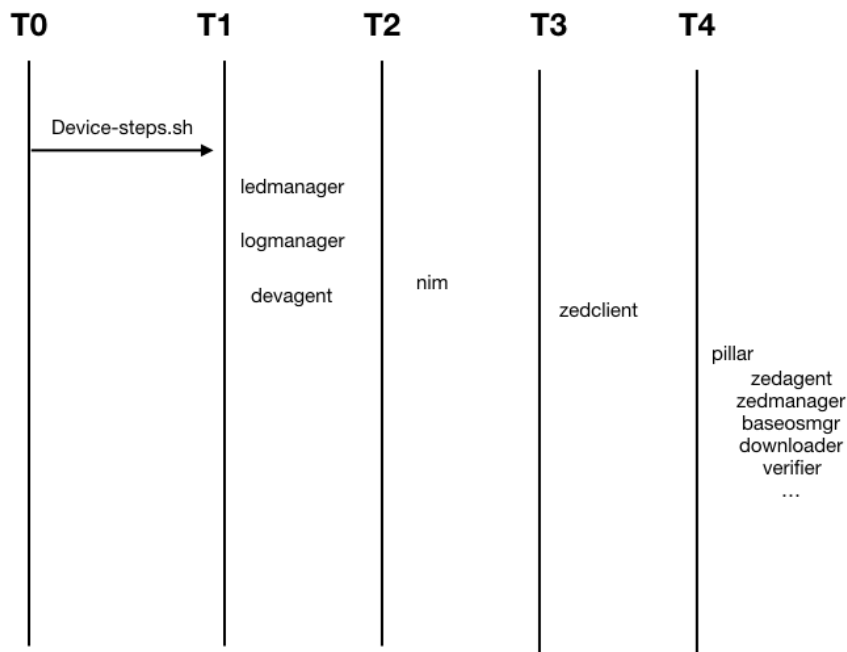 T0
T1
T2
T3
T4
Device-steps.sh
ledmanager
logmanager
devagent
nim
zedclient
pillar
zedagent
zedmanager
baseosmgr
downloader
verifier
...